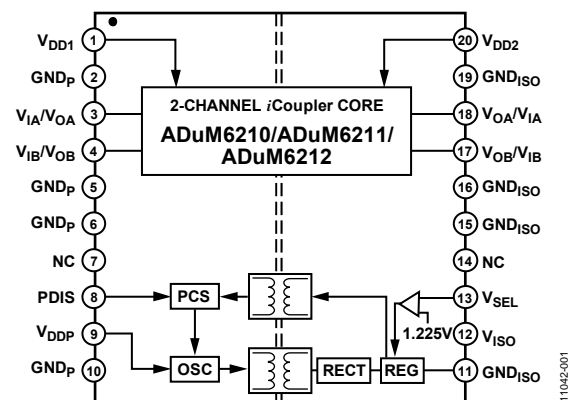 VDD1 1
GNDP 2
VIA/VOA 3
VIB/VOB 4
GNDP 5
GNDP 6
NC 7
PDIS 8
VDDP 9
GNDP 10
20 VDD2
19 GNDISO
18 VOA/VIA
17 VOB/VIB
16 GNDISO
15 GNDISO
14 NC
13 VSEL
12 VISO
11 GNDISO
2-CHANNEL iCoupler CORE
ADuM6210/ADuM6211/
ADuM6212
PCS
OSC
RECT
REG
1.225V
11042-001